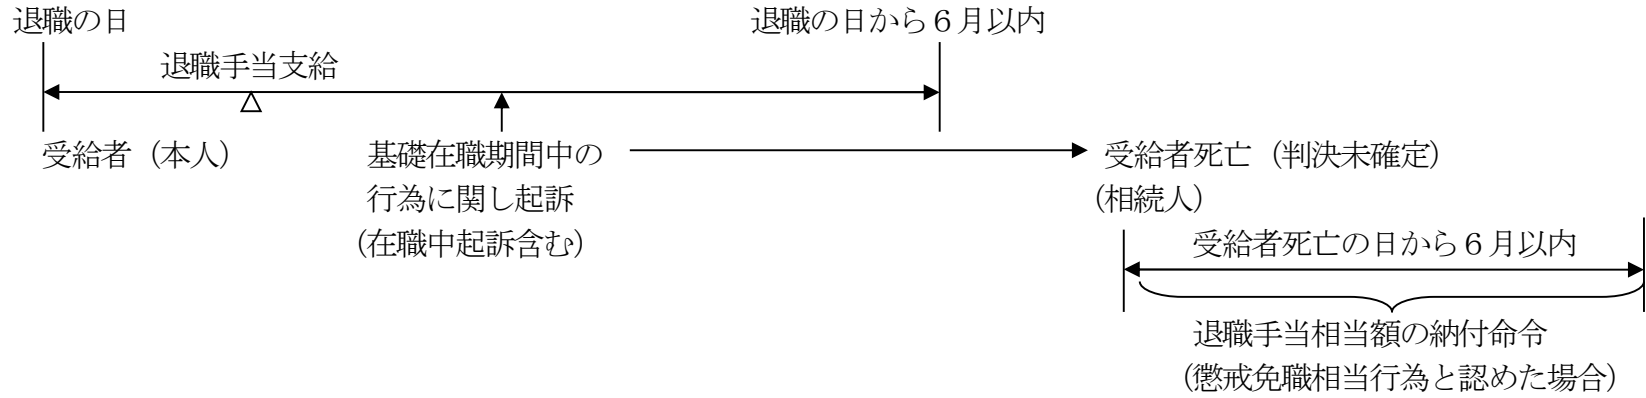 退職の日
退職の日から６月以内
退職手当支給
受給者（本人）
基礎在職期間中の
行為に関し起訴
（在職中起訴含む）
受給者死亡（判決未確定）
（相続人）
受給者死亡の日から６月以内
退職手当相当額の納付命令
（懲戒免職相当行為と認めた場合）